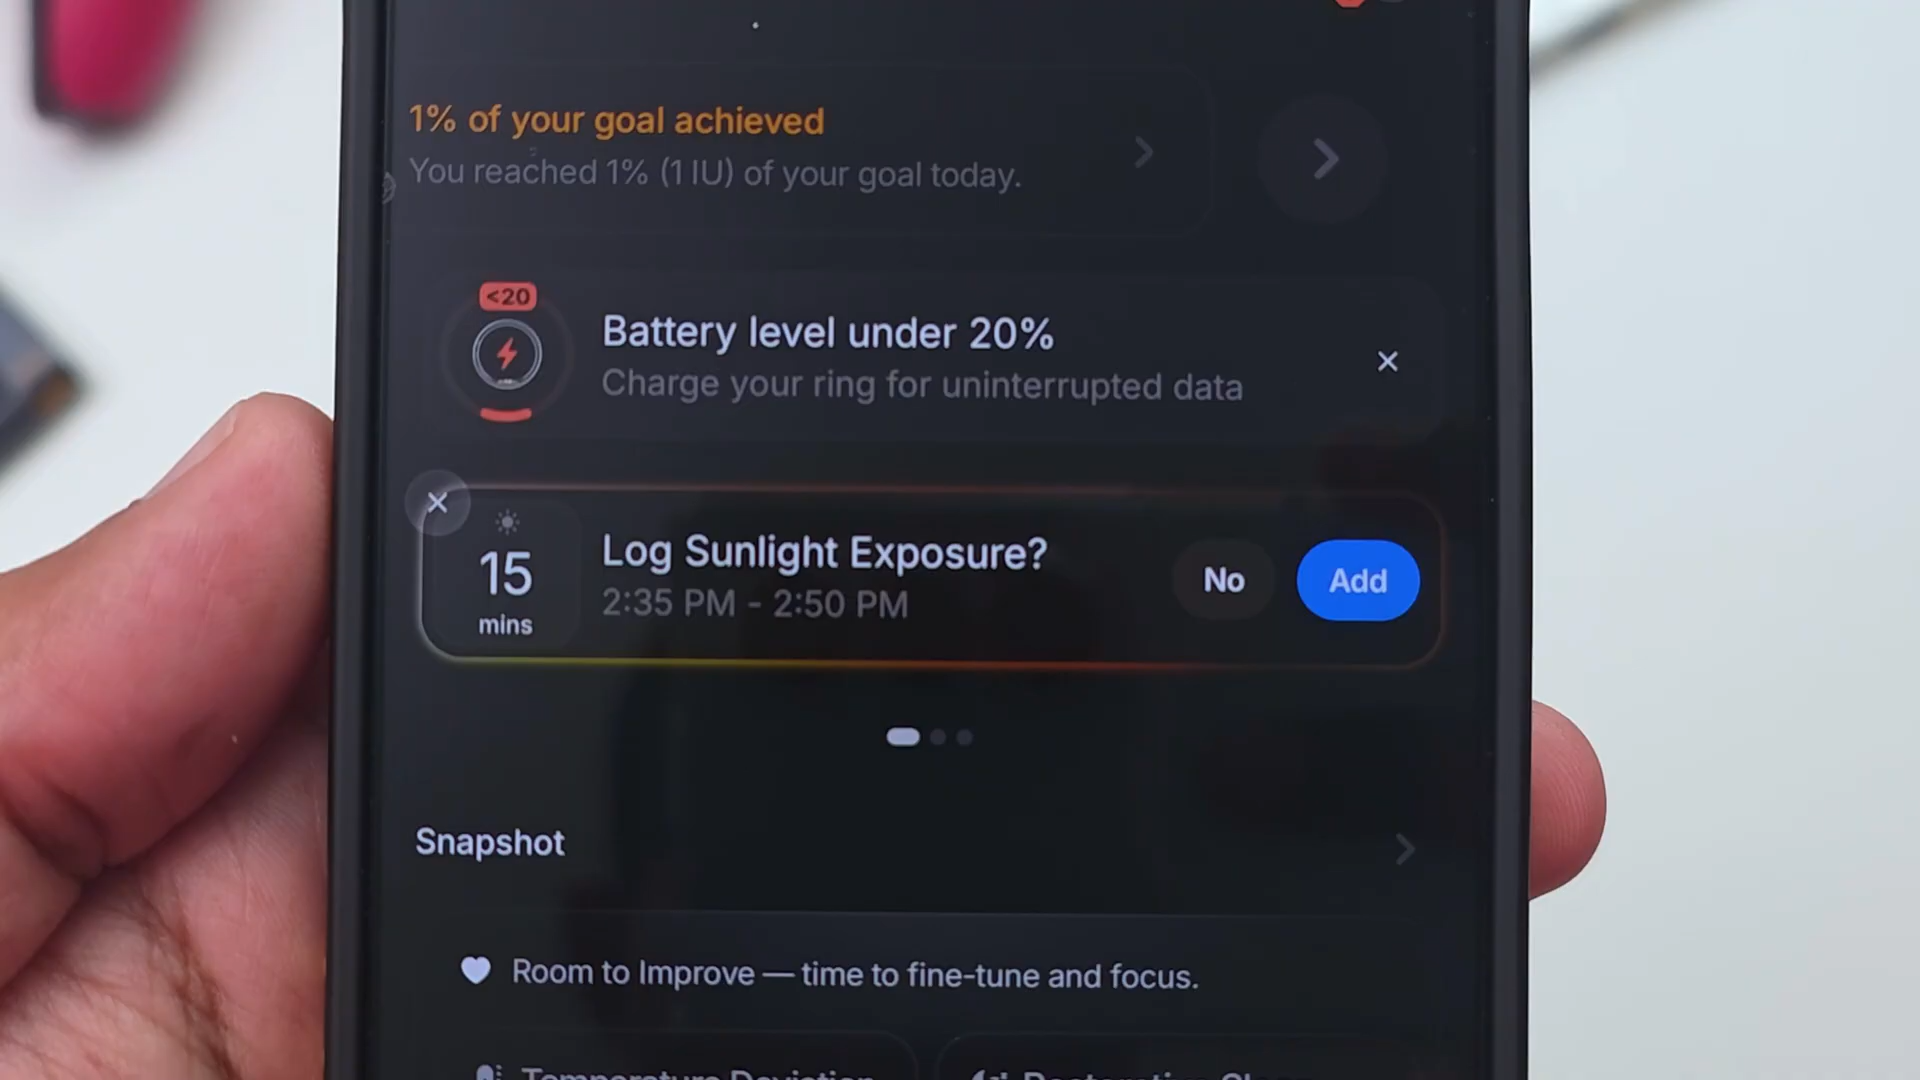 1% of your goal achieved
You reached 1% (1 IU) of your goal today.
<20
Battery level under 20%
Charge your ring for uninterrupted data
15
mins
Log Sunlight Exposure?
2:35 PM - 2:50 PM
No
Add
Snapshot
Room to Improve — time to fine-tune and focus.
Temperature Deviation